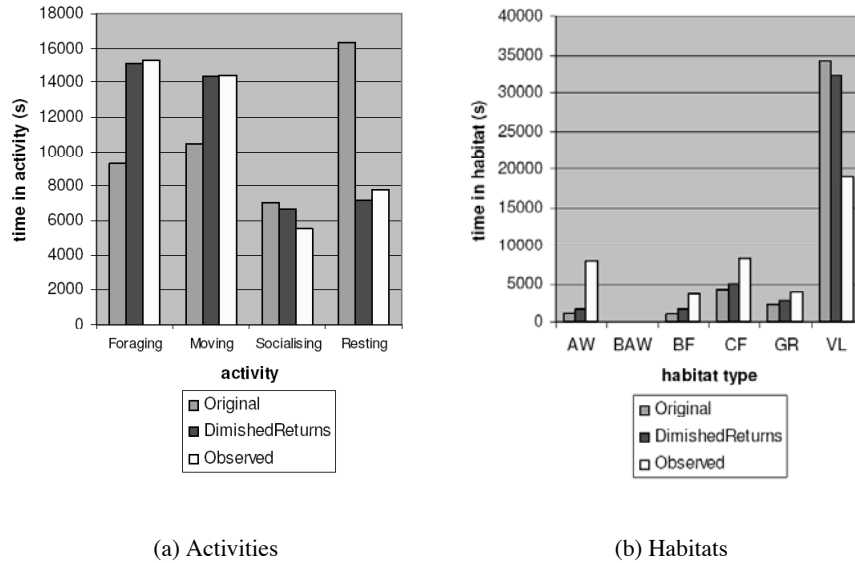 18000
16000
14000
12000
10000
8000
6000
4000
2000
0
time in activity (s)
Foraging Moving Socialising Resting
activity
Original
DimishedReturns
Observed
(a) Activities
40000
35000
30000
25000
20000
15000
10000
5000
0
time in habitat (s)
AW BAW BF CF GR VL
habitat type
Original
DimishedReturns
Observed
(b) Habitats